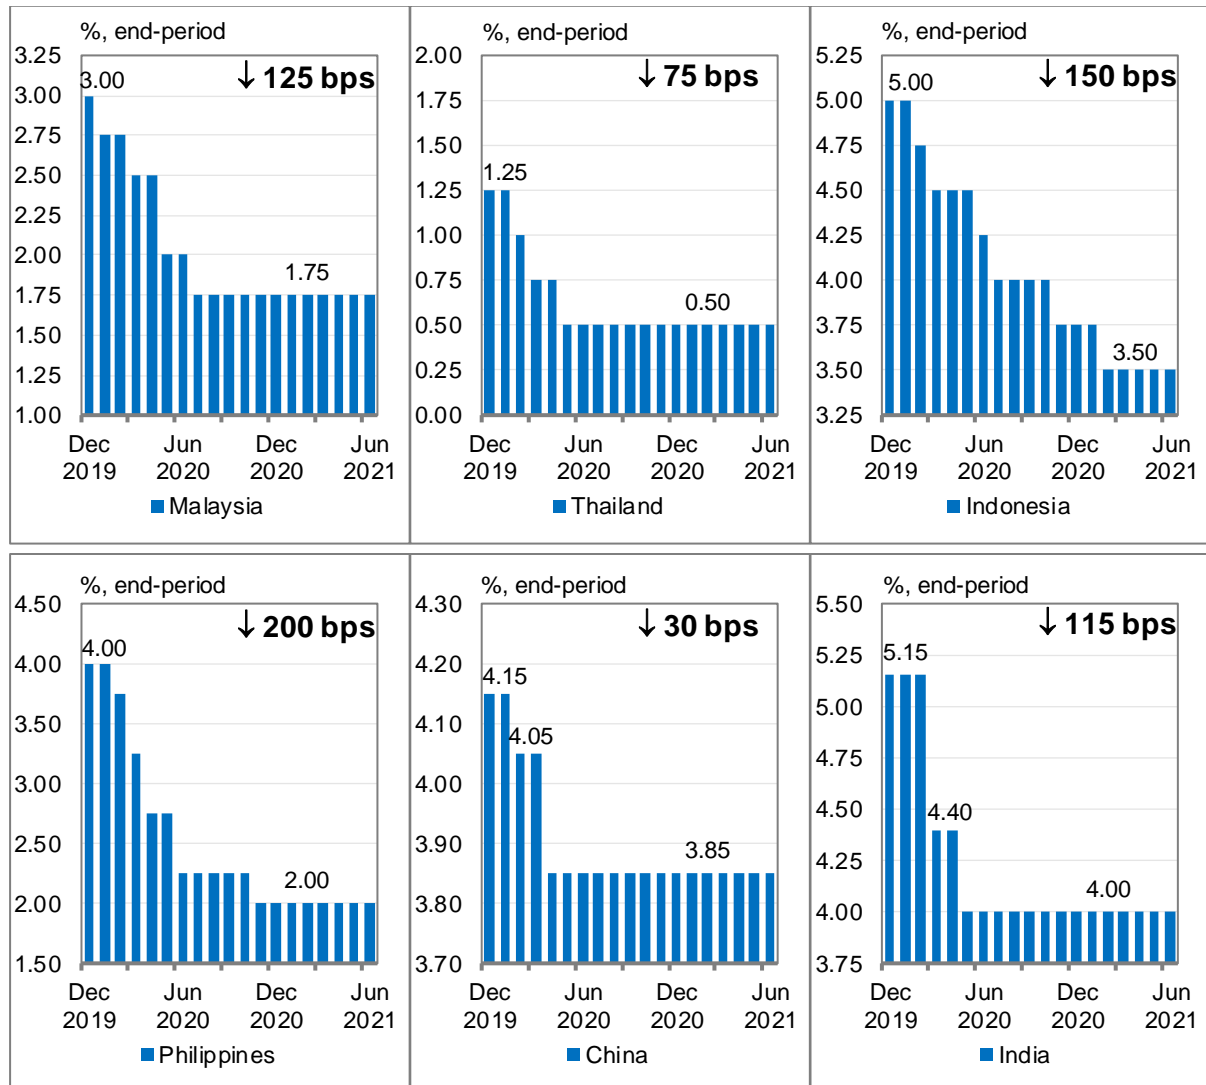 %, end-period
↓ 125 bps
3.25
3.00
2.75
2.50
2.25
2.00
1.75
1.50
1.25
1.00
3.00
1.75
Dec 2019
Jun 2020
Dec 2020
Jun 2021
Malaysia
%, end-period
↓ 75 bps
2.00
1.75
1.50
1.25
1.00
0.75
0.50
0.25
0.00
1.25
0.50
Dec 2019
Jun 2020
Dec 2020
Jun 2021
Thailand
%, end-period
↓ 150 bps
5.25
5.00
4.75
4.50
4.25
4.00
3.75
3.50
3.25
5.00
3.50
Dec 2019
Jun 2020
Dec 2020
Jun 2021
Indonesia
%, end-period
↓ 200 bps
4.50
4.00
3.50
3.00
2.50
2.00
1.50
4.00
2.00
Dec 2019
Jun 2020
Dec 2020
Jun 2021
Philippines
%, end-period
↓ 30 bps
4.30
4.20
4.10
4.00
3.90
3.80
3.70
4.15
4.05
3.85
Dec 2019
Jun 2020
Dec 2020
Jun 2021
China
%, end-period
↓ 115 bps
5.50
5.25
5.00
4.75
4.50
4.25
4.00
3.75
5.15
4.40
4.00
Dec 2019
Jun 2020
Dec 2020
Jun 2021
India